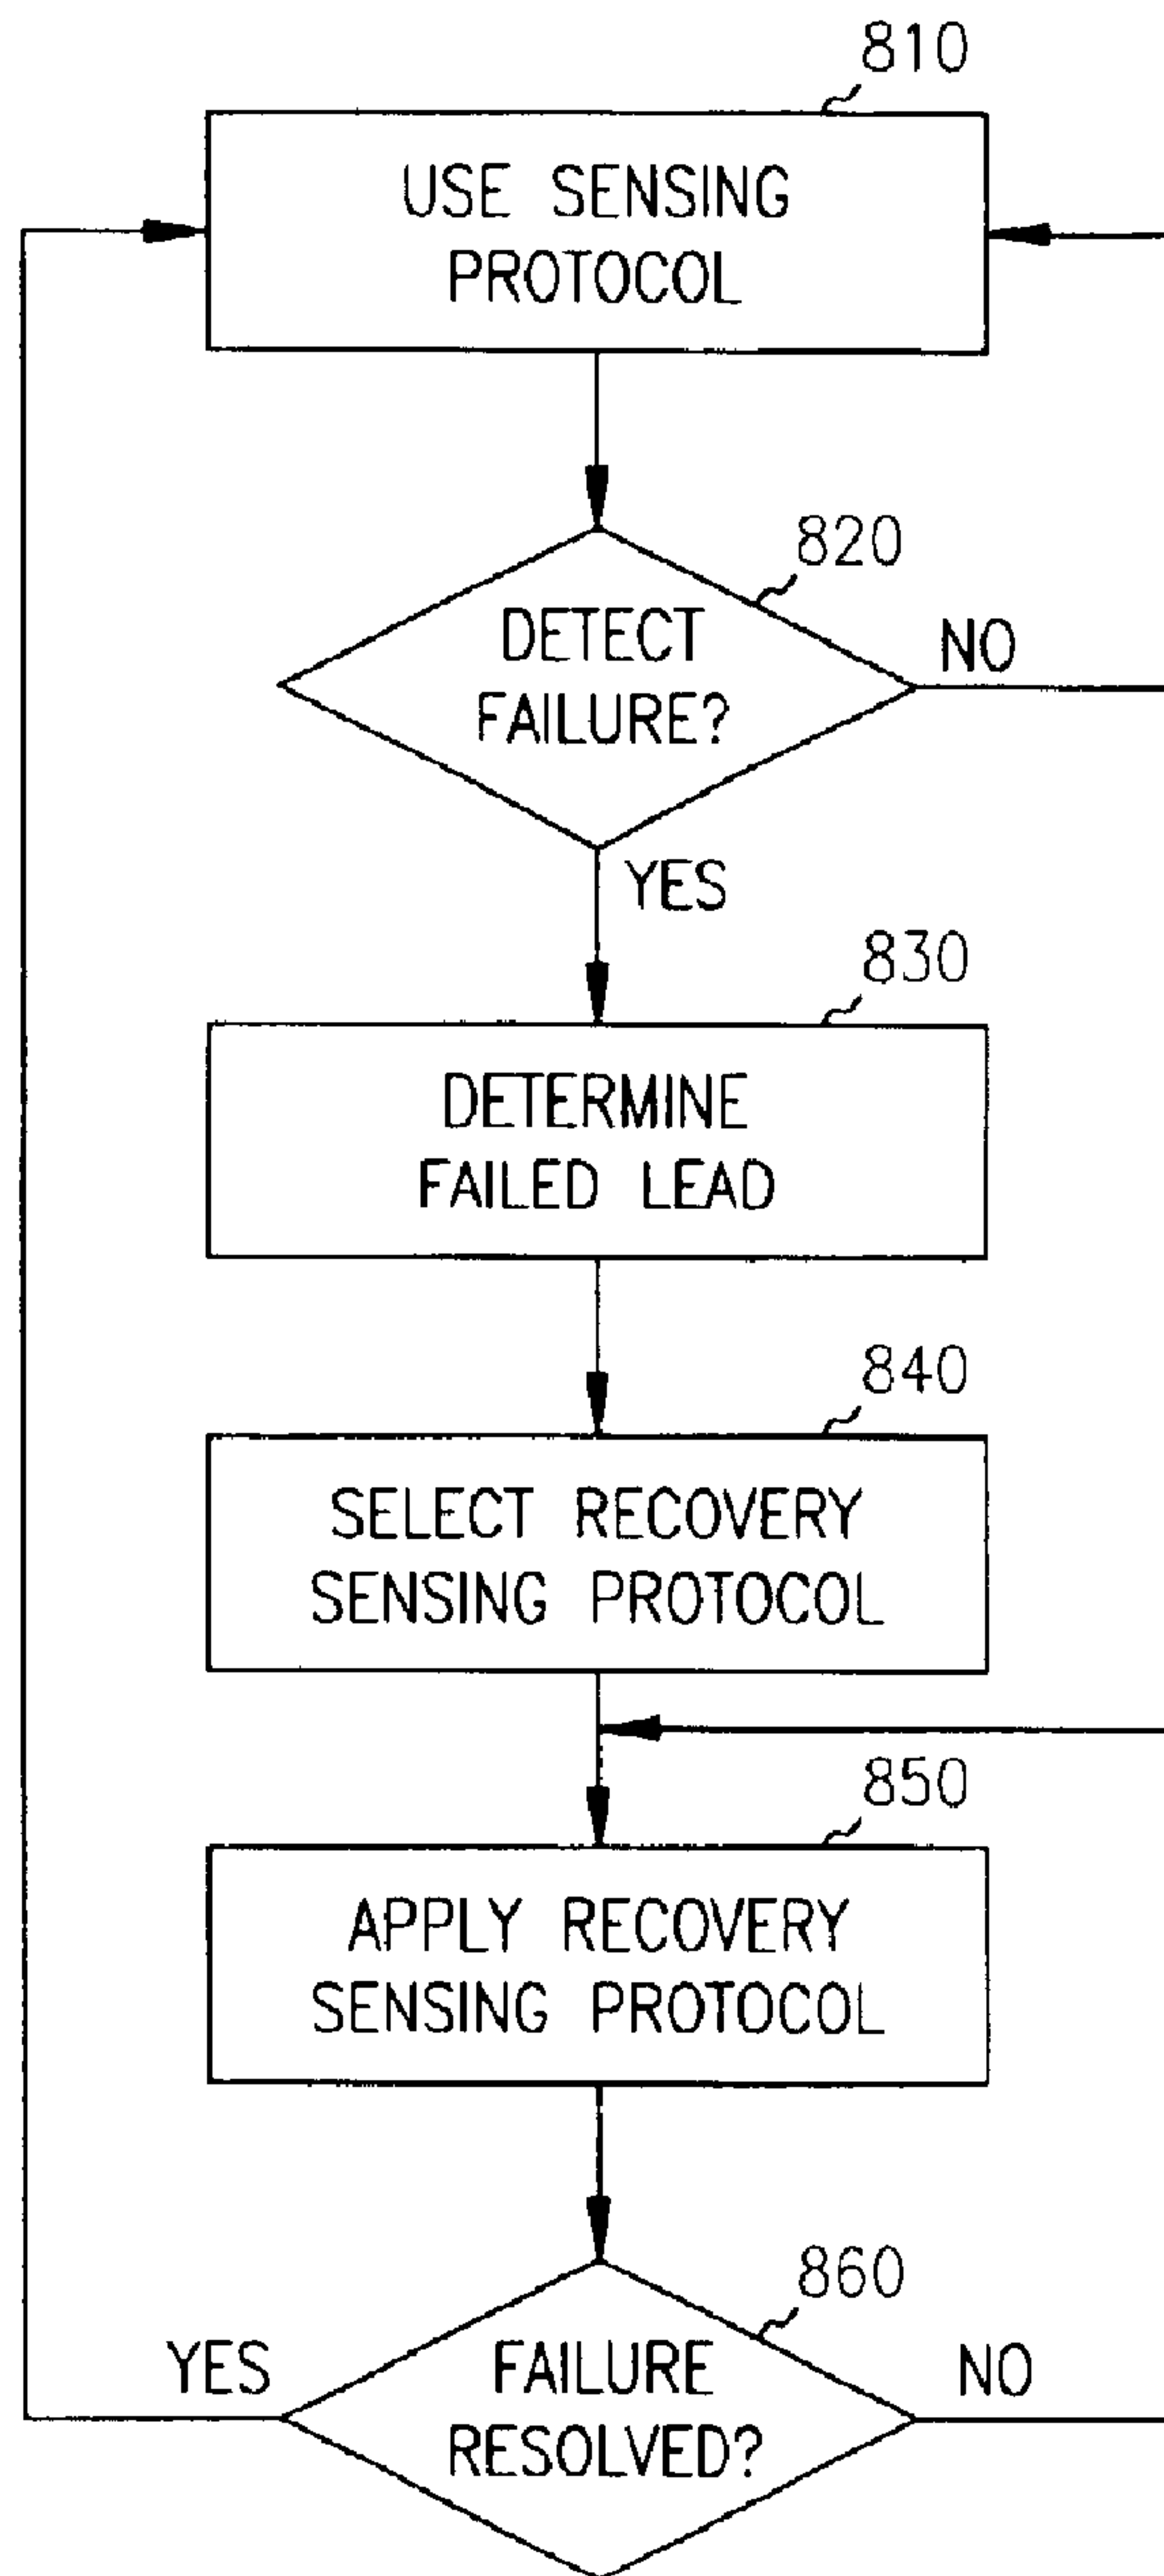 810
USE SENSING
PROTOCOL
820
DETECT
FAILURE?
NO
YES
830
DETERMINE
FAILED LEAD
840
SELECT RECOVERY
SENSING PROTOCOL
850
APPLY RECOVERY
SENSING PROTOCOL
860
YES
FAILURE
RESOLVED?
NO